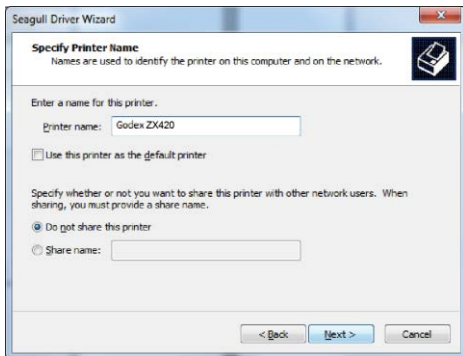 Seagull Driver Wizard
Specify Printer Name
Names are used to identify the printer on this computer and on the network.
Enter a name for this printer.
Printer name: Godex ZX420
Use this printer as the default printer
Specify whether or not you want to share this printer with other network users. When
sharing, you must provide a share name.
Do not share this printer
Share name:
< Back Next > Cancel